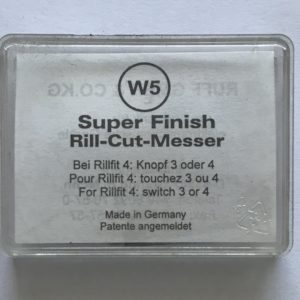 W5
Super Finish
Rill-Cut-Messer
Bei Rillfit 4: Knopf 3 oder 4
Pour Rillfit 4: touchez 3 ou 4
For Rillfit 4: switch 3 or 4
Made in Germany
Patente angemeldet